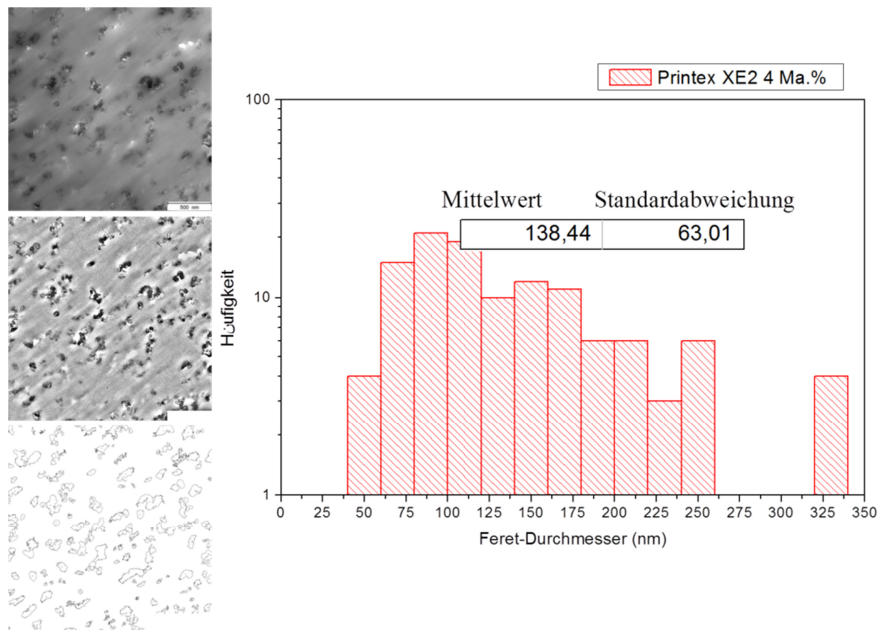 500 nm
Printex XE2 4 Ma.%
100
10
1
Häufigkeit
Mittelwert Standardabweichung
138,44 63,01
0 25 50 75 100 125 150 175 200 225 250 275 300 325 350
Feret-Durchmesser (nm)